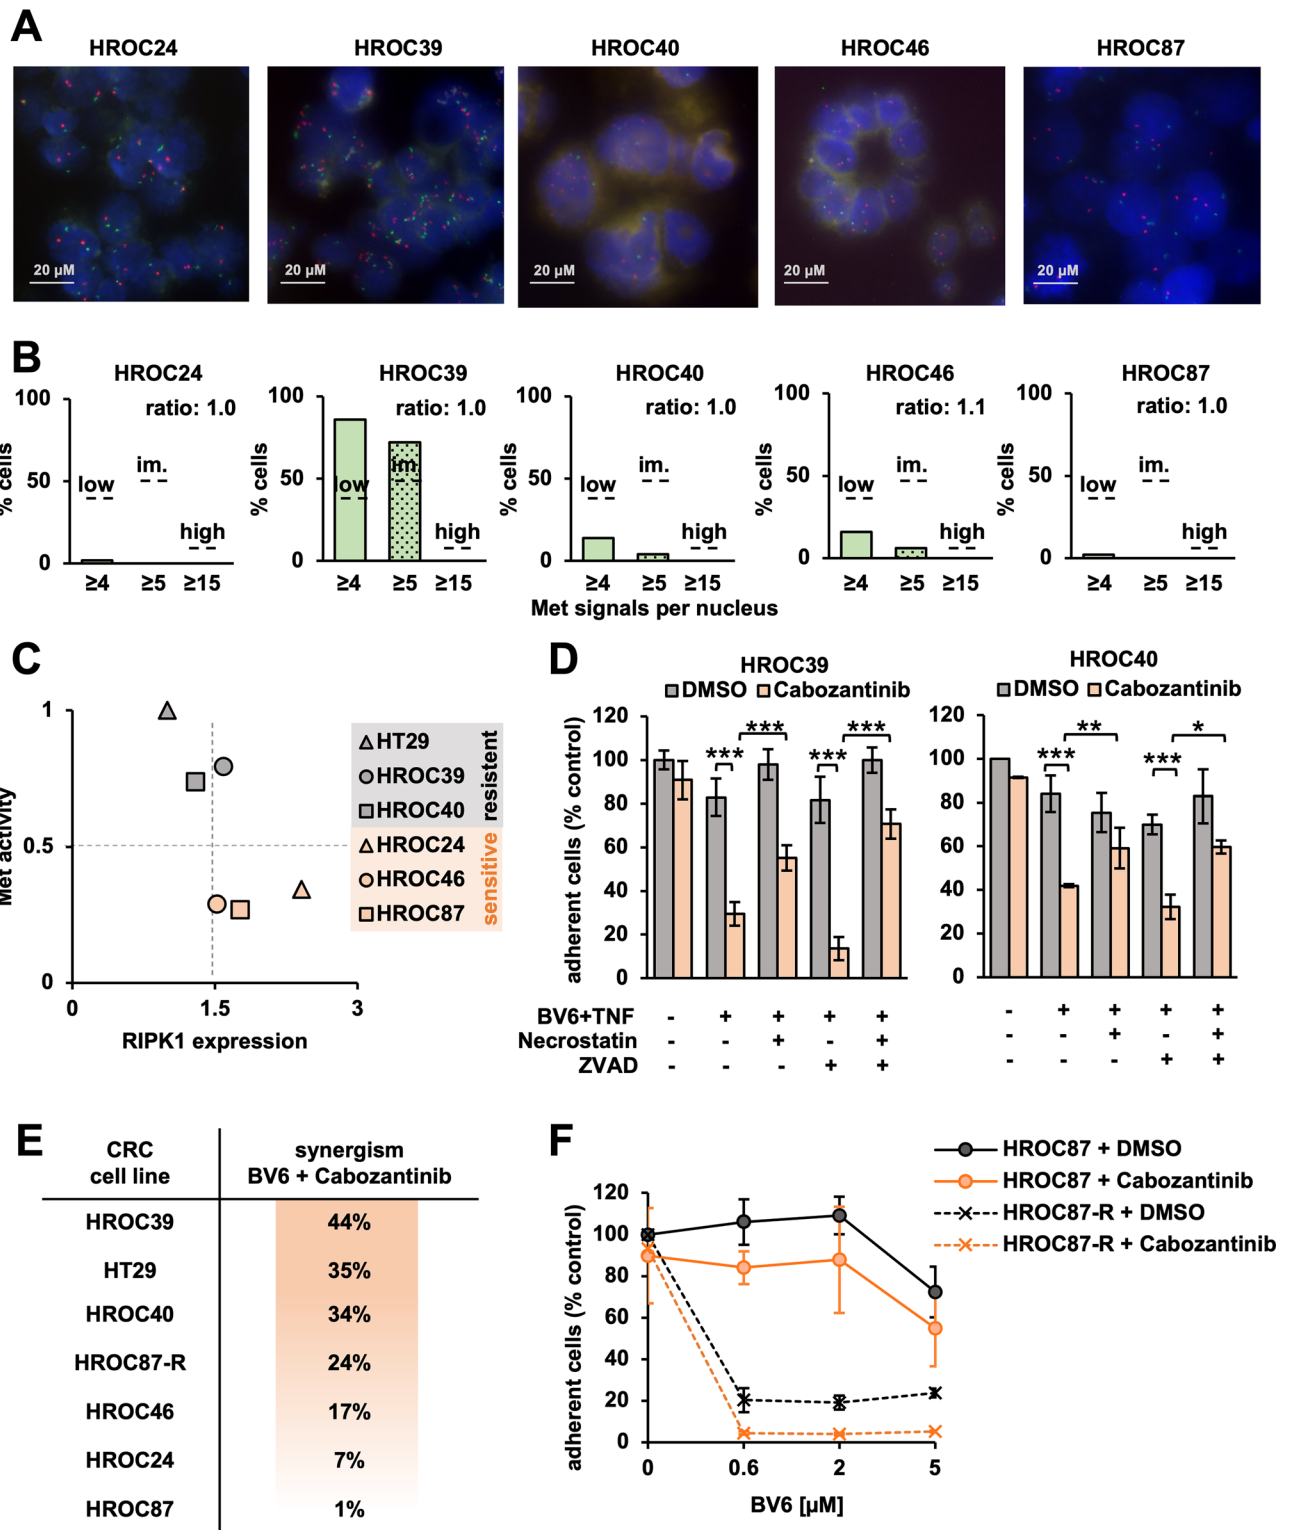 A
HROC24 HROC39 HROC40 HROC46 HROC87
20 µM 20 µM 20 µM 20 µM 20 µM
B
HROC24 HROC39 HROC40 HROC46 HROC87
ratio: 1.0 ratio: 1.0 ratio: 1.0 ratio: 1.1 ratio: 1.0
100 100 100 100 100
% cells % cells % cells % cells % cells
50 50 50 50 50
low im. high low im. high low im. high low im. high low im. high
0 0 0 0 0
≥4 ≥5 ≥15 ≥4 ≥5 ≥15 ≥4 ≥5 ≥15 ≥4 ≥5 ≥15 ≥4 ≥5 ≥15
Met signals per nucleus
C
Met activity
1
0.5
0
0 1.5 3
RIPK1 expression
HT29
HROC39
HROC40
resistent
HROC24
HROC46
HROC87
sensitive
D
HROC39
DMSO Cabozantinib
adherent cells (% control)
120
100
80
60
40
20
0
*** *** *** ***
HROC40
DMSO Cabozantinib
120
100
80
60
40
20
0
*** ** *** *
BV6+TNF - + + + + - + + + +
Necrostatin - - + - + - - + - +
ZVAD - - - + + - - - + +
E
CRC
cell line
synergism
BV6 + Cabozantinib
HROC39 44%
HT29 35%
HROC40 34%
HROC87-R 24%
HROC46 17%
HROC24 7%
HROC87 1%
F
HROC87 + DMSO
HROC87 + Cabozantinib
HROC87-R + DMSO
HROC87-R + Cabozantinib
adherent cells (% control)
120
100
80
60
40
20
0
0 0.6 2 5
BV6 [µM]